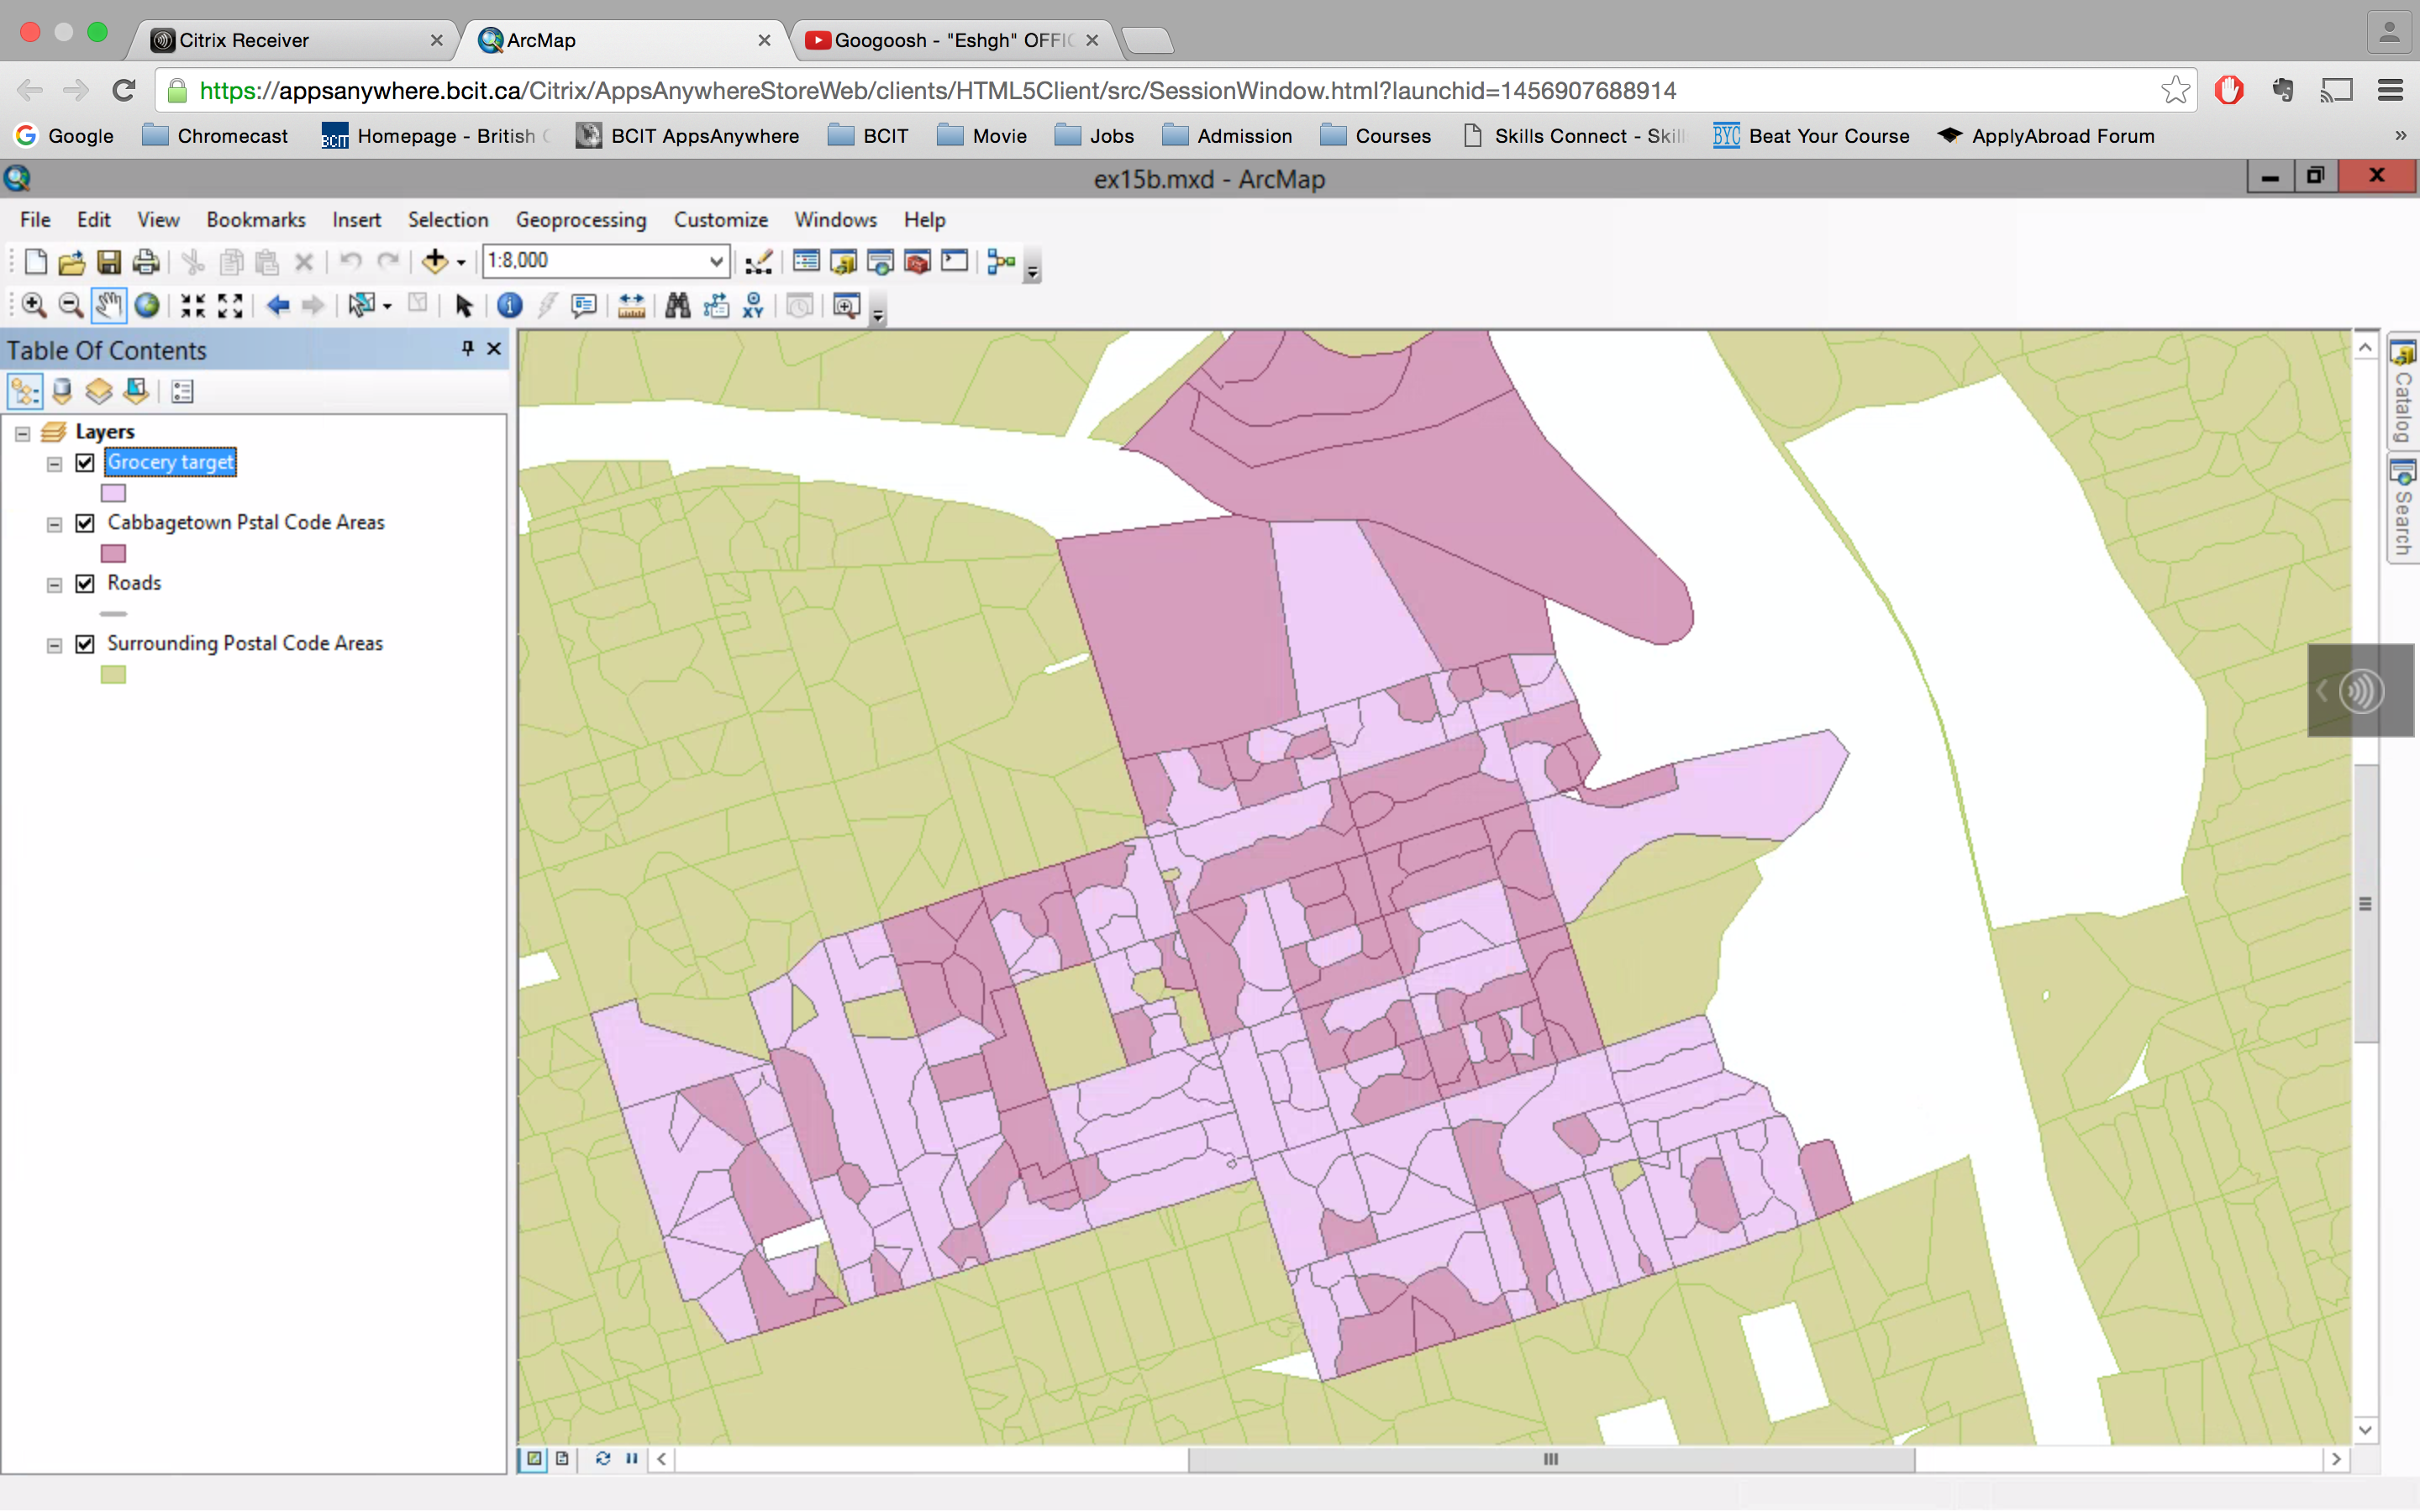 Citrix Receiver
ArcMap
Googoosh - "Eshgh" OFFIC
https://appsanywhere.bcit.ca/Citrix/AppsAnywhereStoreWeb/clients/HTML5Client/src/SessionWindow.html?launchid=1456907688914
Google Chromecast BCIT Homepage - British BCIT AppsAnywhere BCIT Movie Jobs Admission Courses Skills Connect - Skil BYC Beat Your Course ApplyAbroad Forum »
ex15b.mxd - ArcMap
File Edit View Bookmarks Insert Selection Geoprocessing Customize Windows Help
1:8,000
XY
Table Of Contents
Layers
Grocery target
Cabbagetown Pstal Code Areas
Roads
Surrounding Postal Code Areas
Catalog
Search